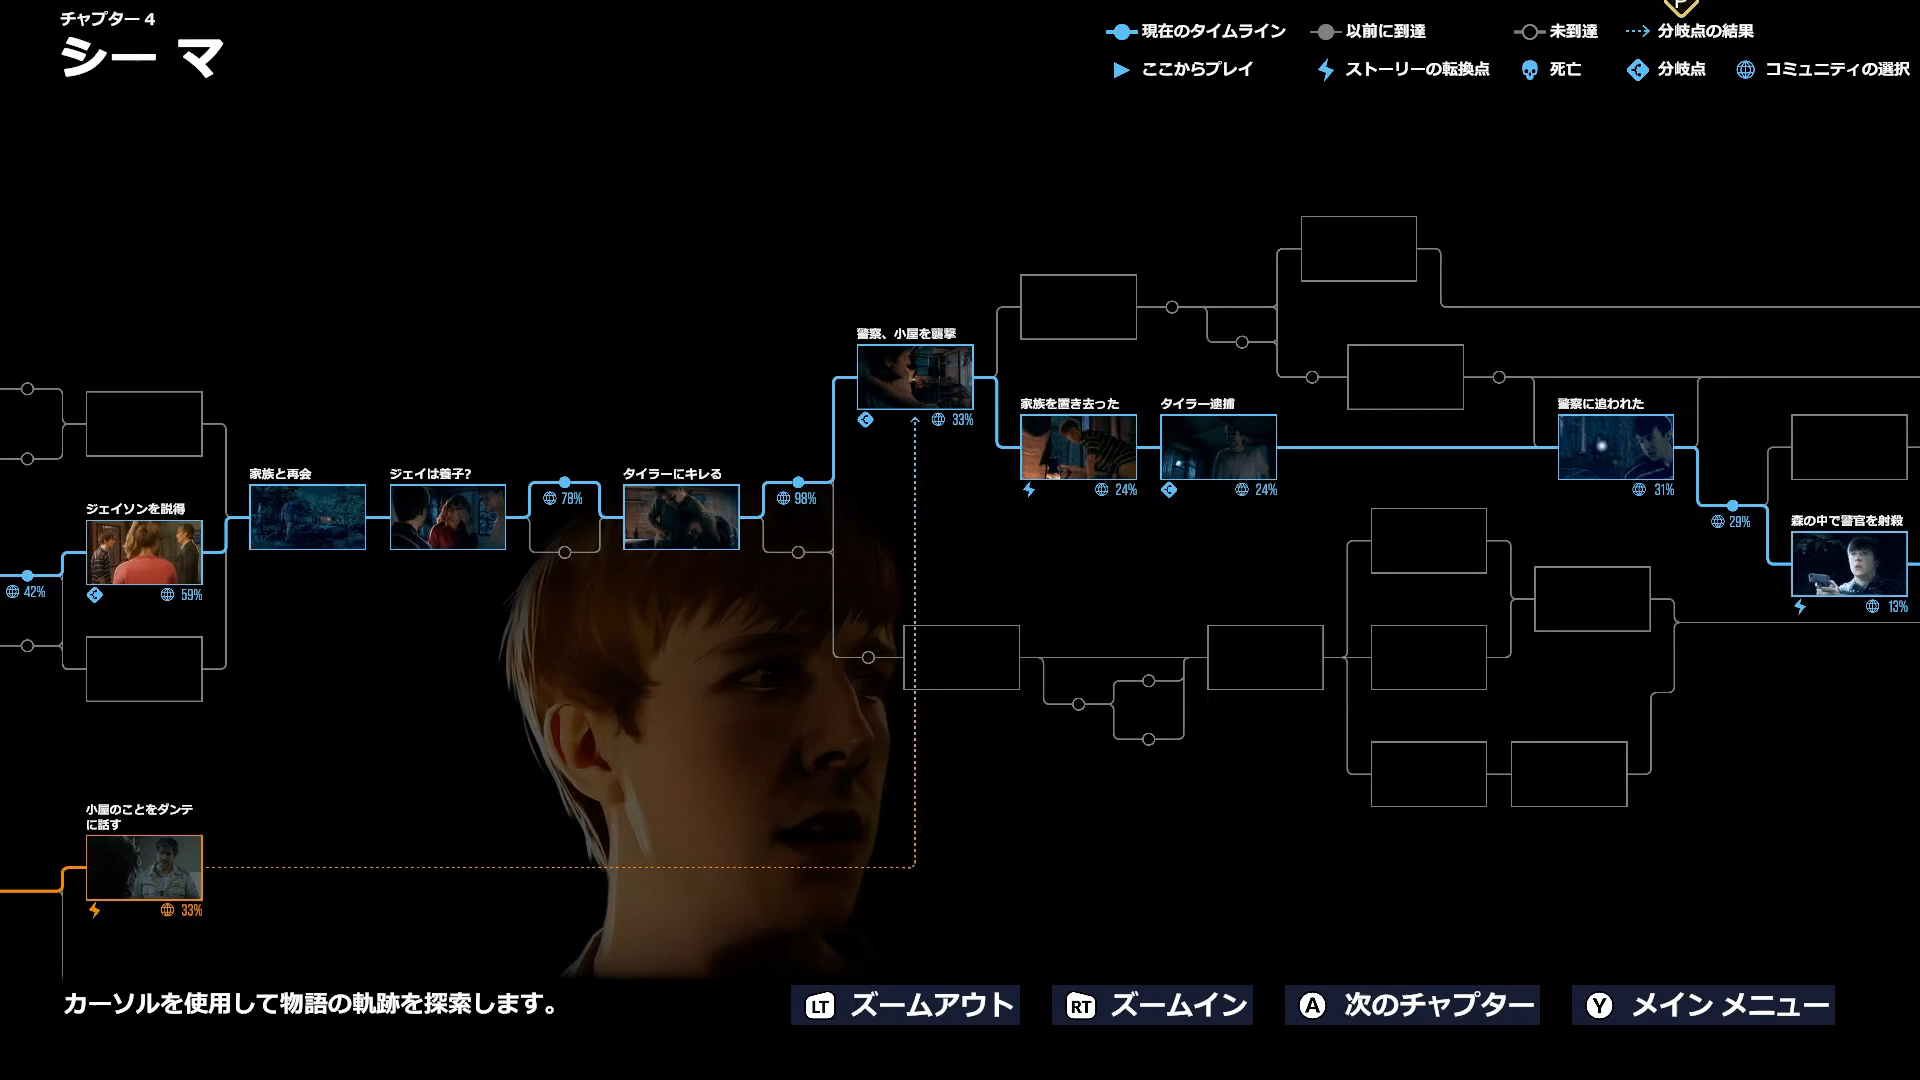 チャプター 4
シーマ
現在のタイムライン
以前に到達
未到達
分岐点の結果
ここからプレイ
ストーリーの転換点
死亡
分岐点
コミュニティの選択
警察、小屋を襲撃
33%
家族を置き去った
24%
タイラー逮捕
24%
警察に追われた
31%
29%
森の中で警官を射殺
13%
家族と再会
ジェイは養子?
78%
タイラーにキレる
98%
ジェイソンを説得
42%
59%
小屋のことをダンテ
に話す
33%
カーソルを使用して物語の軌跡を探索します。
LT ズームアウト
RT ズームイン
A 次のチャプター
Y メイン メニュー